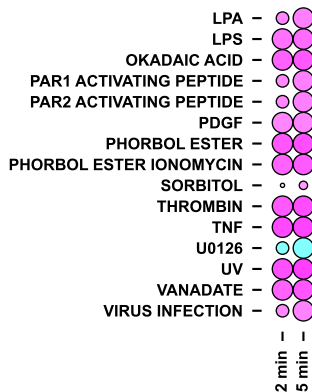 LPA –
LPS –
OKADAIC ACID –
PAR1 ACTIVATING PEPTIDE –
PAR2 ACTIVATING PEPTIDE –
PDGF –
PHORBOL ESTER –
PHORBOL ESTER IONOMYCIN –
SORBITOL –
THROMBIN –
TNF –
U0126 –
UV –
VANADATE –
VIRUS INFECTION –
2 min –
5 min –